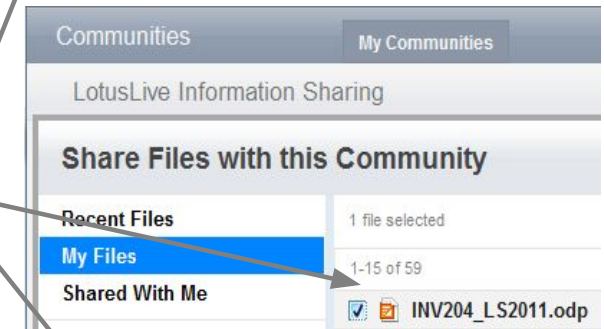 Communities My Communities
LotusLive Information Sharing
Share Files with this Community
Recent Files 1 file selected
My Files 1-15 of 59
Shared With Me INV204_LS2011.odp